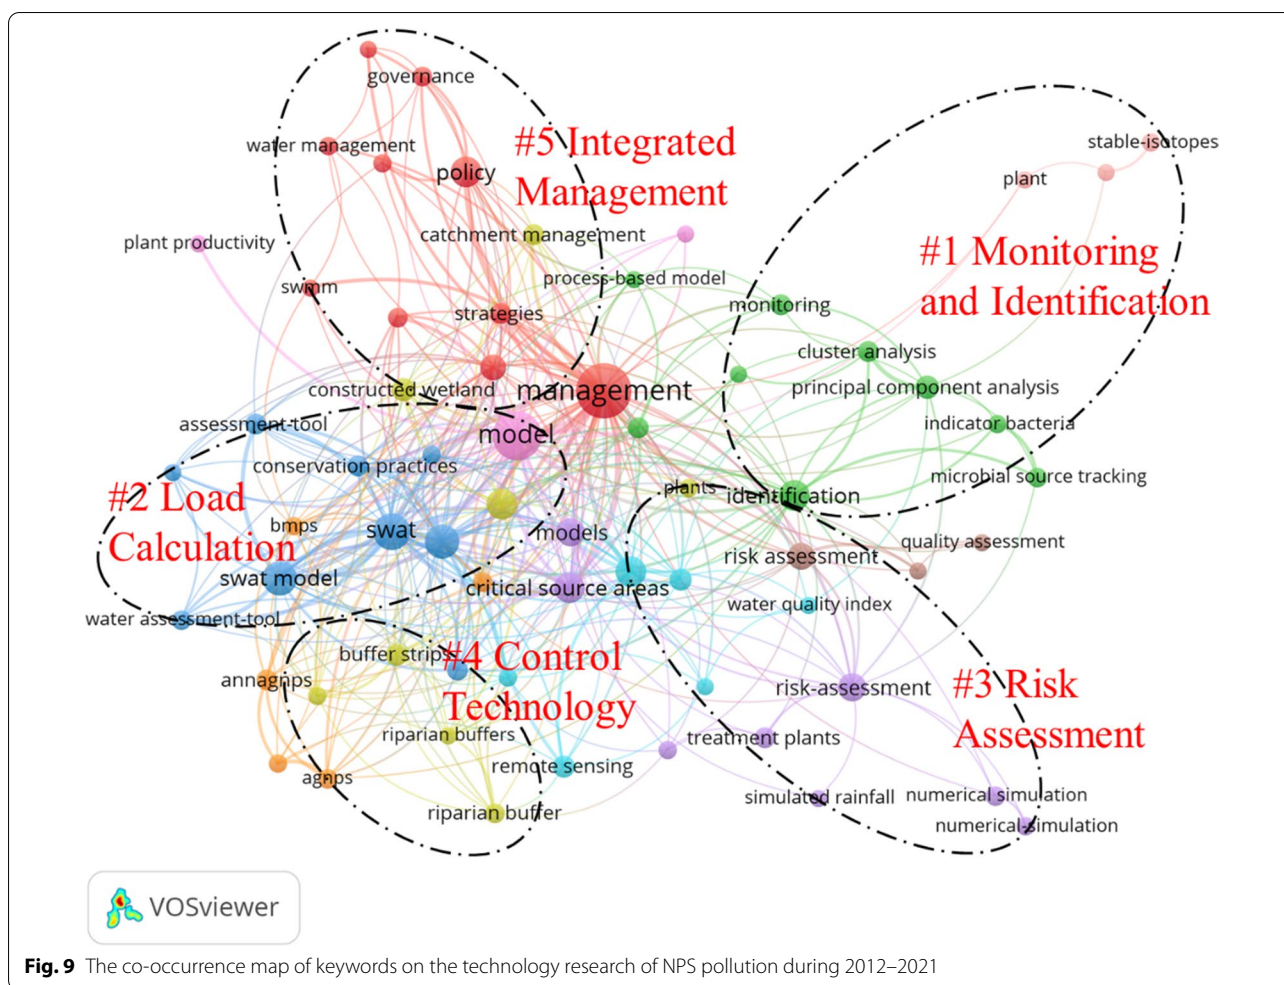 governance
water management
policy
#5 Integrated
Management
stable-isotopes
plant
plant productivity
catchment management
#1 Monitoring
and Identification
process-based model
swmm
monitoring
strategies
cluster analysis
constructed wetland
management
principal component analysis
assessment-tool
model
indicator bacteria
conservation practices
microbial source tracking
#2 Load
Calculation
plants
identification
bmps
swat
models
quality assessment
risk assessment
swat model
critical source areas
water quality index
water assessment-tool
buffer strips
#4 Control
Technology
annagnps
risk-assessment
#3 Risk
Assessment
riparian buffers
treatment plants
remote sensing
agnps
simulated rainfall
numerical simulation
riparian buffer
numerical-simulation
VOSviewer
Fig. 9 The co-occurrence map of keywords on the technology research of NPS pollution during 2012–2021